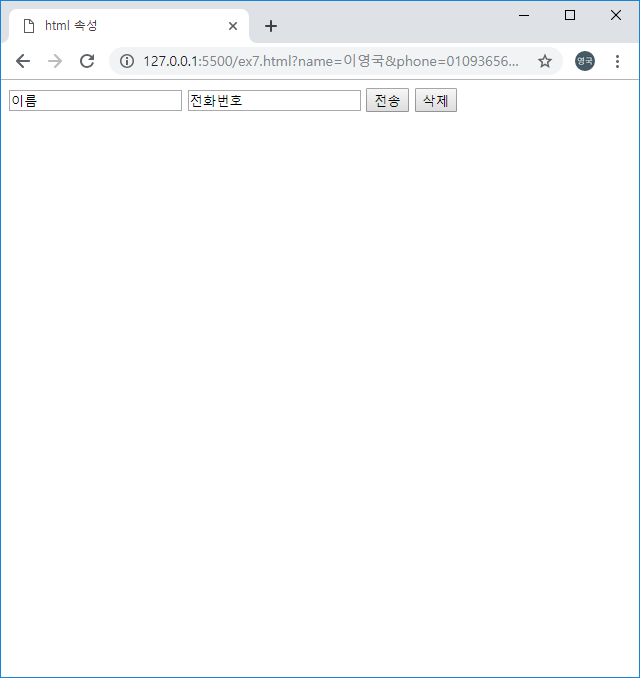 html 속성
127.0.0.1:5500/ex7.html?name=이영국&phone=01093656...
영국
이름 전화번호 전송 삭제